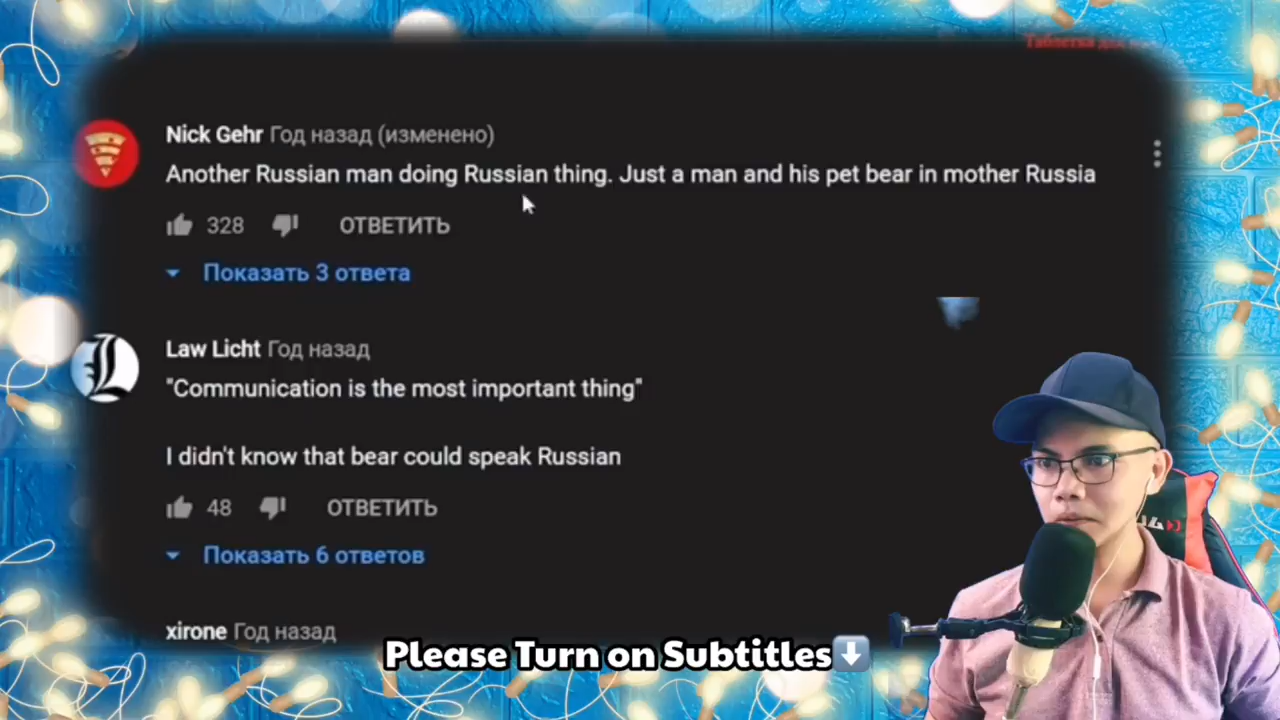 Таблетка для
Nick Gehr Год назад (изменено)
Another Russian man doing Russian thing. Just a man and his pet bear in mother Russia
328 ОТВЕТИТЬ
Показать 3 ответа
Law Licht Год назад
"Communication is the most important thing"
I didn't know that bear could speak Russian
48 ОТВЕТИТЬ
Показать 6 ответов
xirone Год назад
Please Turn on Subtitles⬇️